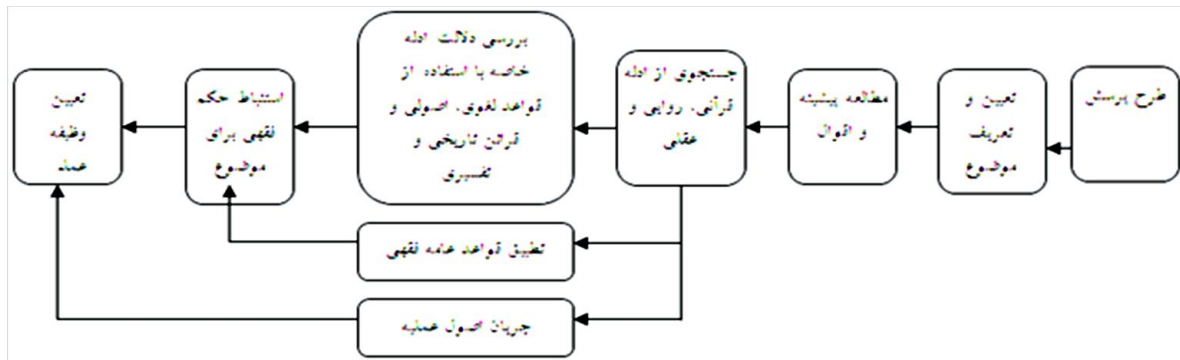 طرح پرسش
تعیین و
تعریف
موضوع
مطالعه پیشینه
و اقوال
جستجوی از ادله
قرآنی، روایی و
عقلی
بررسی دلالت ادله
خاصه با استفاده از
قواعد لغوی، اصولی و
قرائن تاریخی و
تفسیری
استنباط حکم
فقهی برای
موضوع
تعیین
وظیفه
عملـ
تطبیق قواعد عامه فقهی
جریان اصول عملیه